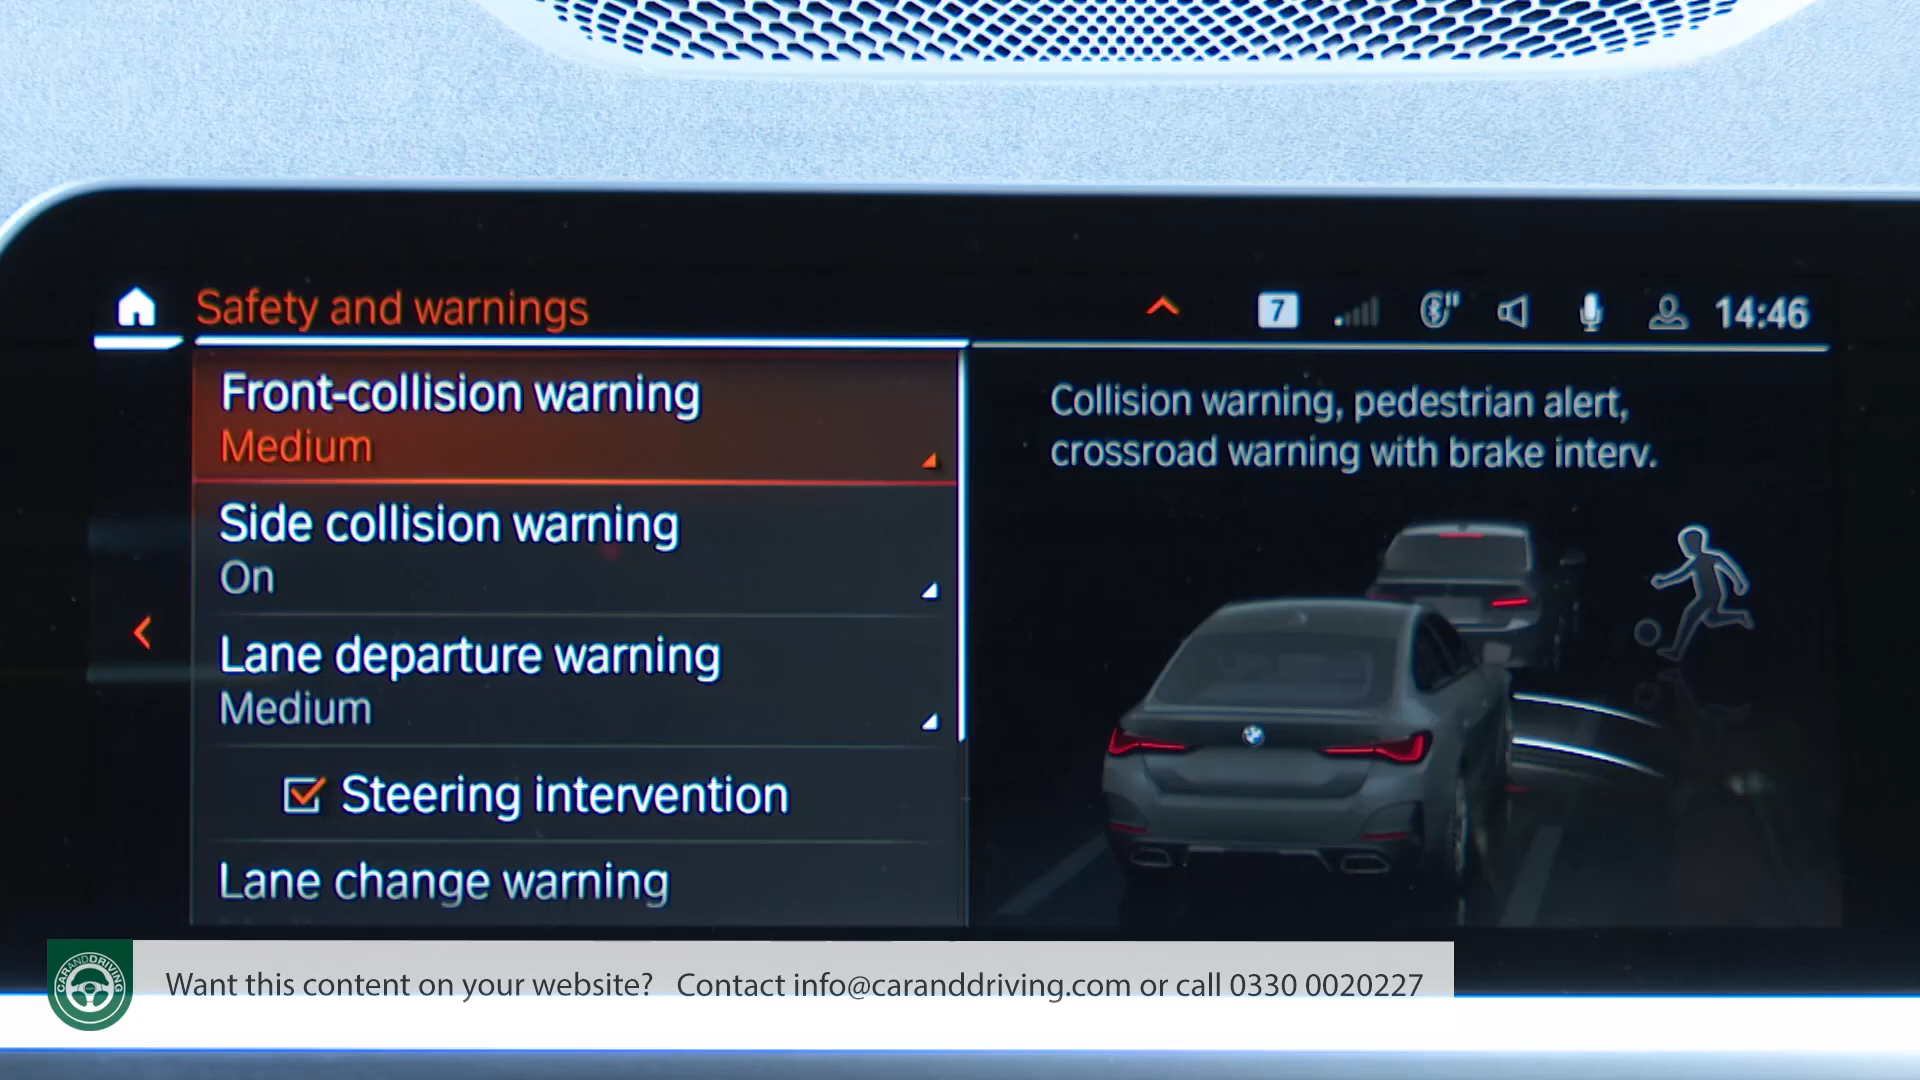 Safety and warnings
7
14:46
Front-collision warning
Medium
Side collision warning
On
Lane departure warning
Medium
Steering intervention
Lane change warning
Collision warning, pedestrian alert,
crossroad warning with brake interv.
CARANDDRIVING
Want this content on your website? Contact info@caranddriving.com or call 0330 0020227